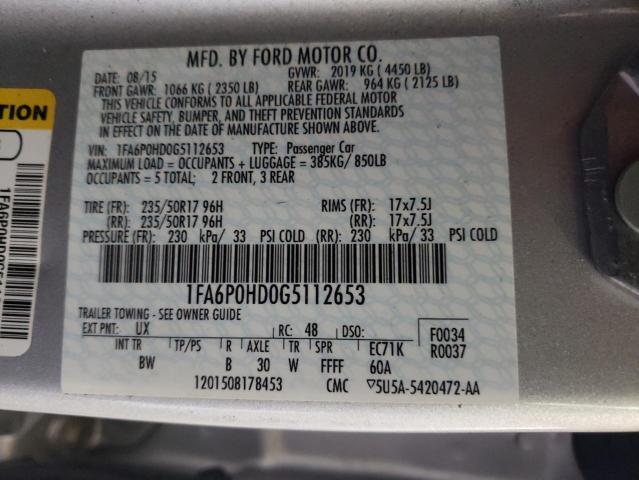 MFD. BY FORD MOTOR CO.
DATE: 08/15 GVWR: 2019 KG ( 4450 LB)
FRONT GAWR: 1066 KG ( 2350 LB) REAR GAWR: 964 KG ( 2125 LB)
THIS VEHICLE CONFORMS TO ALL APPLICABLE FEDERAL MOTOR
VEHICLE SAFETY, BUMPER, AND THEFT PREVENTION STANDARDS
IN EFFECT ON THE DATE OF MANUFACTURE SHOWN ABOVE.
VIN: 1FA6P0HD0G5112653 TYPE: Passenger Car
MAXIMUM LOAD = OCCUPANTS + LUGGAGE = 385KG/ 850LB
OCCUPANTS = 5 TOTAL; 2 FRONT, 3 REAR
TIRE (FR): 235/50R17 96H RIMS (FR): 17x7.5J
(RR): 235/50R17 96H (RR): 17x7.5J
PRESSURE (FR): 230 kPa/ 33 PSI COLD (RR): 230 kPa/ 33 PSI COLD
1FA6P0HD0G5112653
TRAILER TOWING - SEE OWNER GUIDE
EXT PNT: UX RC: 48 DSO: F0034
INT TR TP/PS R AXLE TR SPR EC71K R0037
BW B 30 W FFFF 60A
1201508178453 CMC ▽5U5A-5420472-AA